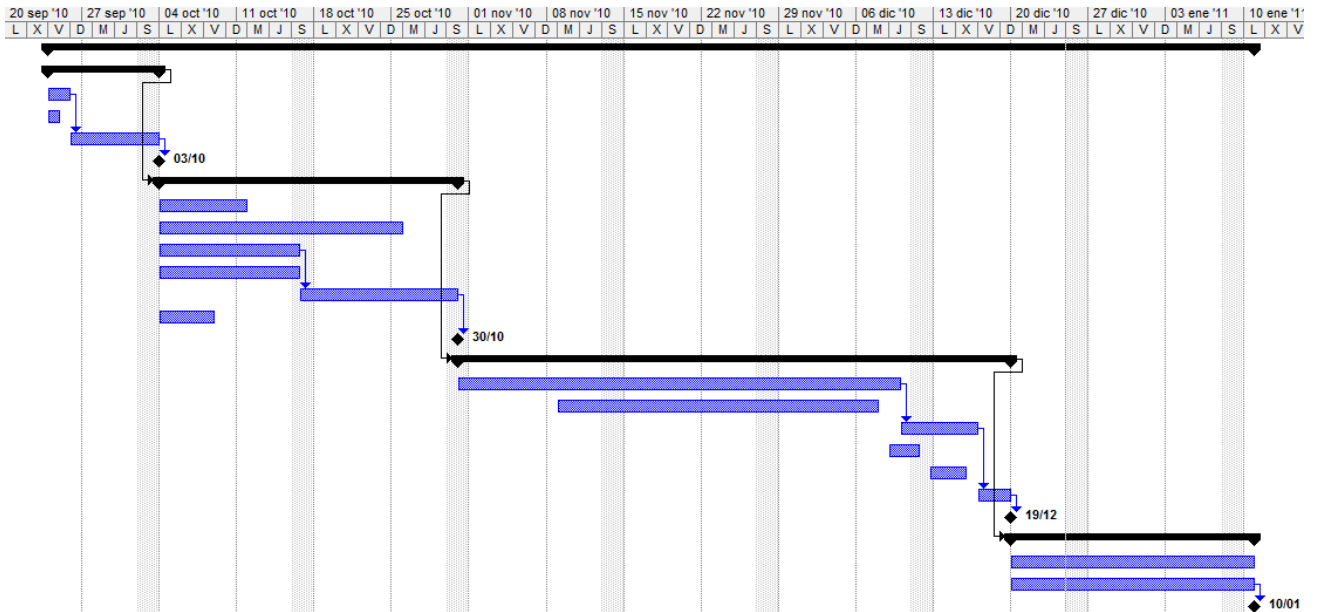 20 sep '10 27 sep '10 04 oct '10 11 oct '10 18 oct '10 25 oct '10 01 nov '10 08 nov '10 15 nov '10 22 nov '10 29 nov '10 06 dic '10 13 dic '10 20 dic '10 27 dic '10 03 ene '11 10 ene '11
L X V D M J S L X V D M J S L X V D M J S L X V D M J S L X V D M J S L X V D M J S L X V D M J S L X V D M J S L X V
03/10
30/10
19/12
10/01